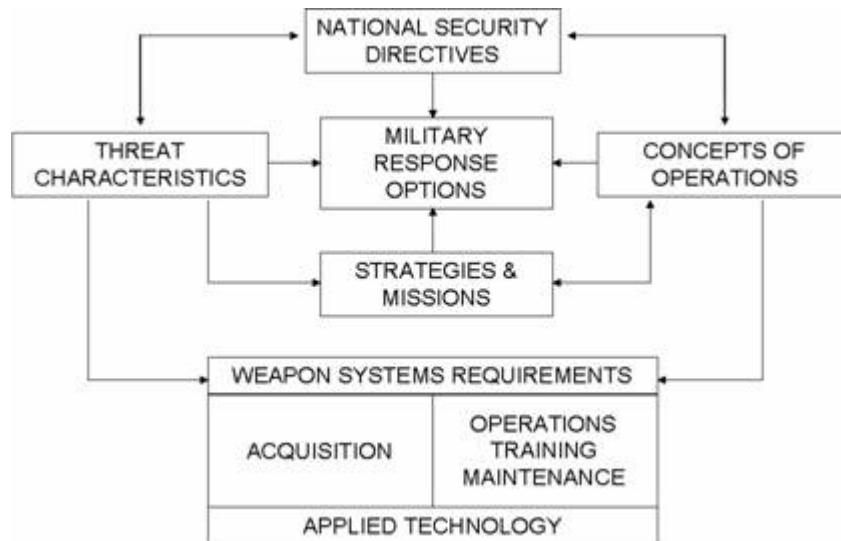 NATIONAL SECURITY
DIRECTIVES
THREAT
CHARACTERISTICS
MILITARY
RESPONSE
OPTIONS
CONCEPTS OF
OPERATIONS
STRATEGIES &
MISSIONS
WEAPON SYSTEMS REQUIREMENTS
ACQUISITION
OPERATIONS
TRAINING
MAINTENANCE
APPLIED TECHNOLOGY